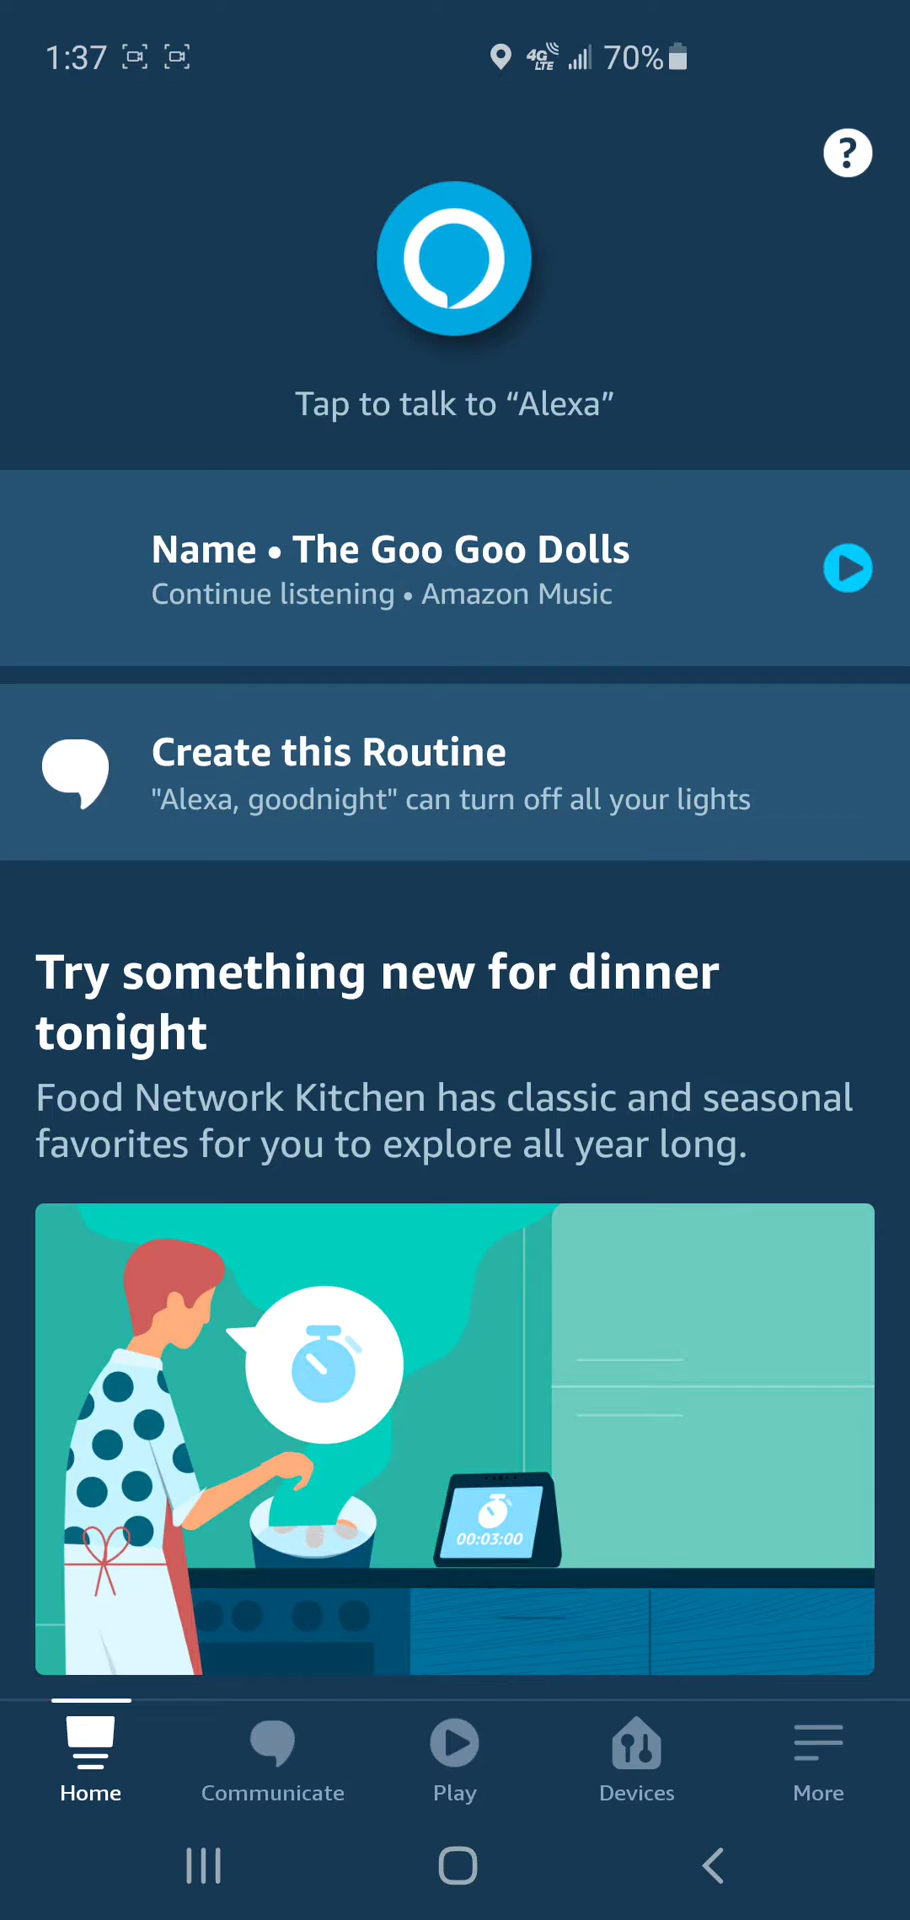 1:37 4G LTE 70%
?
Tap to talk to “Alexa”
Name • The Goo Goo Dolls
Continue listening • Amazon Music
Create this Routine
"Alexa, goodnight" can turn off all your lights
Try something new for dinner
tonight
Food Network Kitchen has classic and seasonal
favorites for you to explore all year long.
00:03:00
Home Communicate Play Devices More